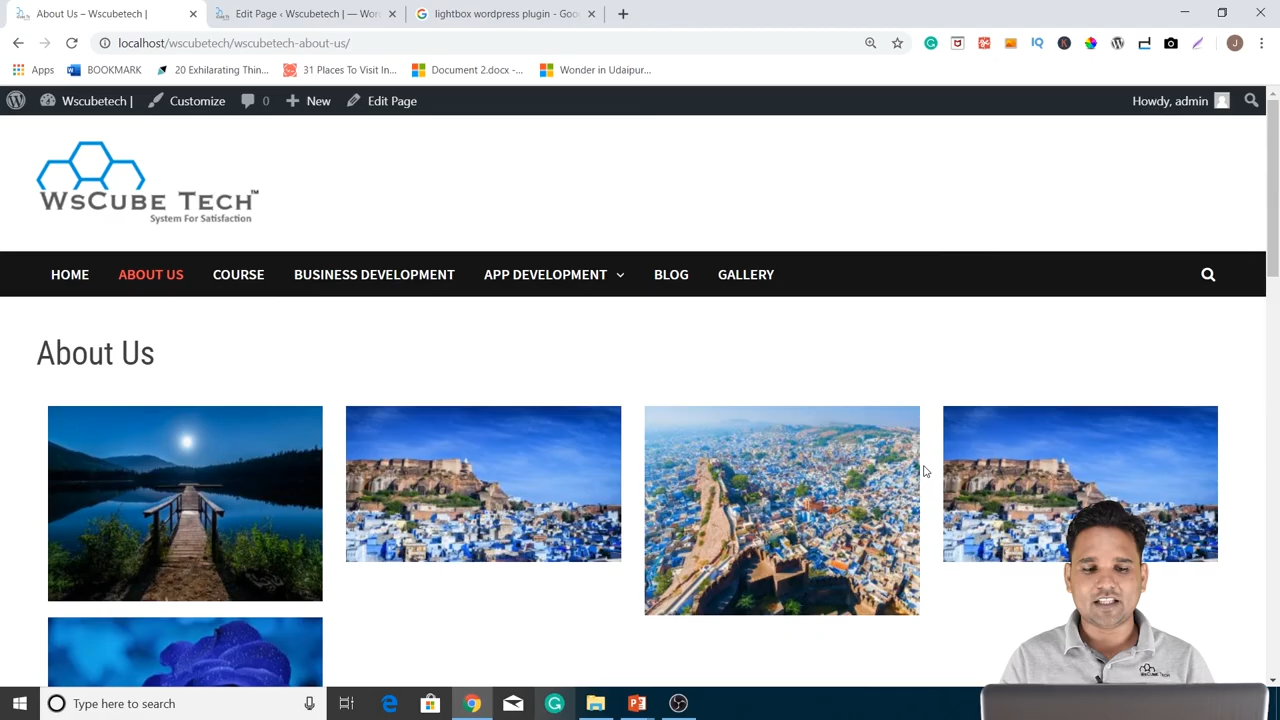 About Us – Wscubetech |
Edit Page ‹ Wscubetech | — Wor
lightbox wordpress plugin - Goo
localhost/wscubetech/wscubetech-about-us/
Apps
BOOKMARK
20 Exhilarating Thin...
31 Places To Visit In...
Document 2.docx -...
Wonder in Udaipur...
Wscubetech |
Customize
0
New
Edit Page
Howdy, admin
WSCUBE TECH™
System For Satisfaction
HOME
ABOUT US
COURSE
BUSINESS DEVELOPMENT
APP DEVELOPMENT
BLOG
GALLERY
About Us
Type here to search